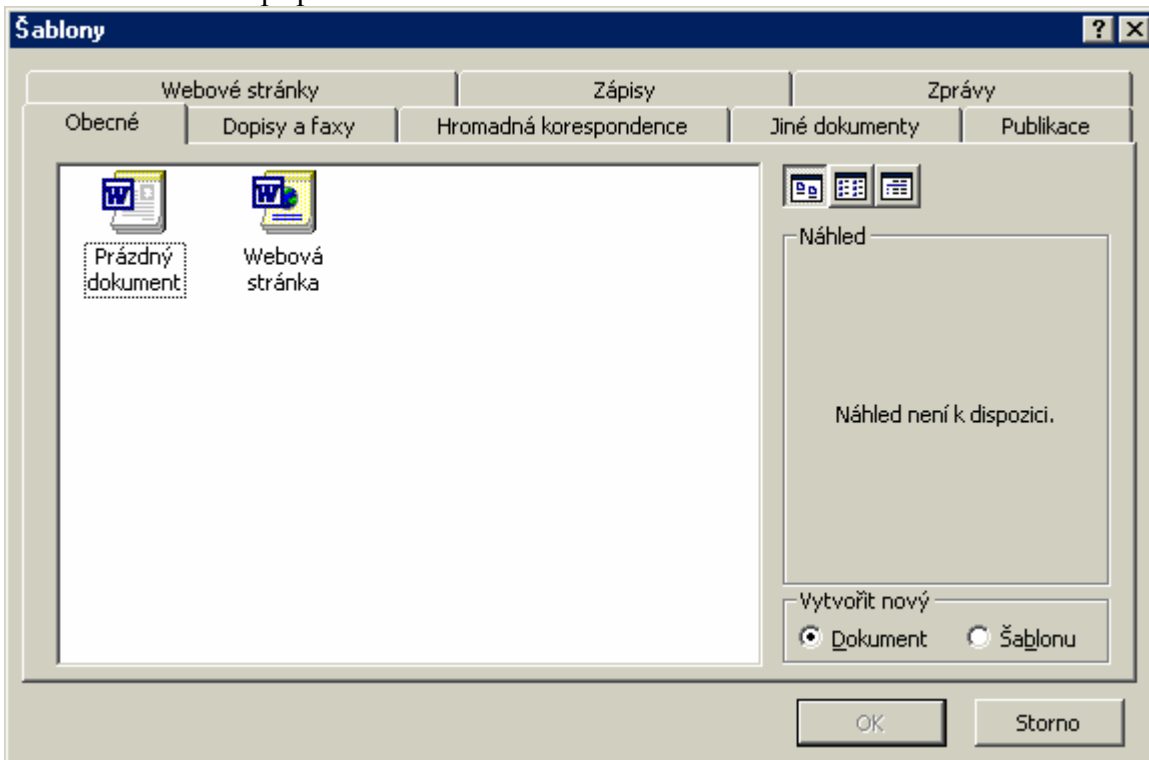 Šablony
Webové stránky Zápisy Zprávy
Obecné Dopisy a faxy Hromadná korespondence Jiné dokumenty Publikace
Prázdný dokument
Webová stránka
Náhled
Náhled není k dispozici.
Vytvořit nový
Dokument Šablonu
OK Storno